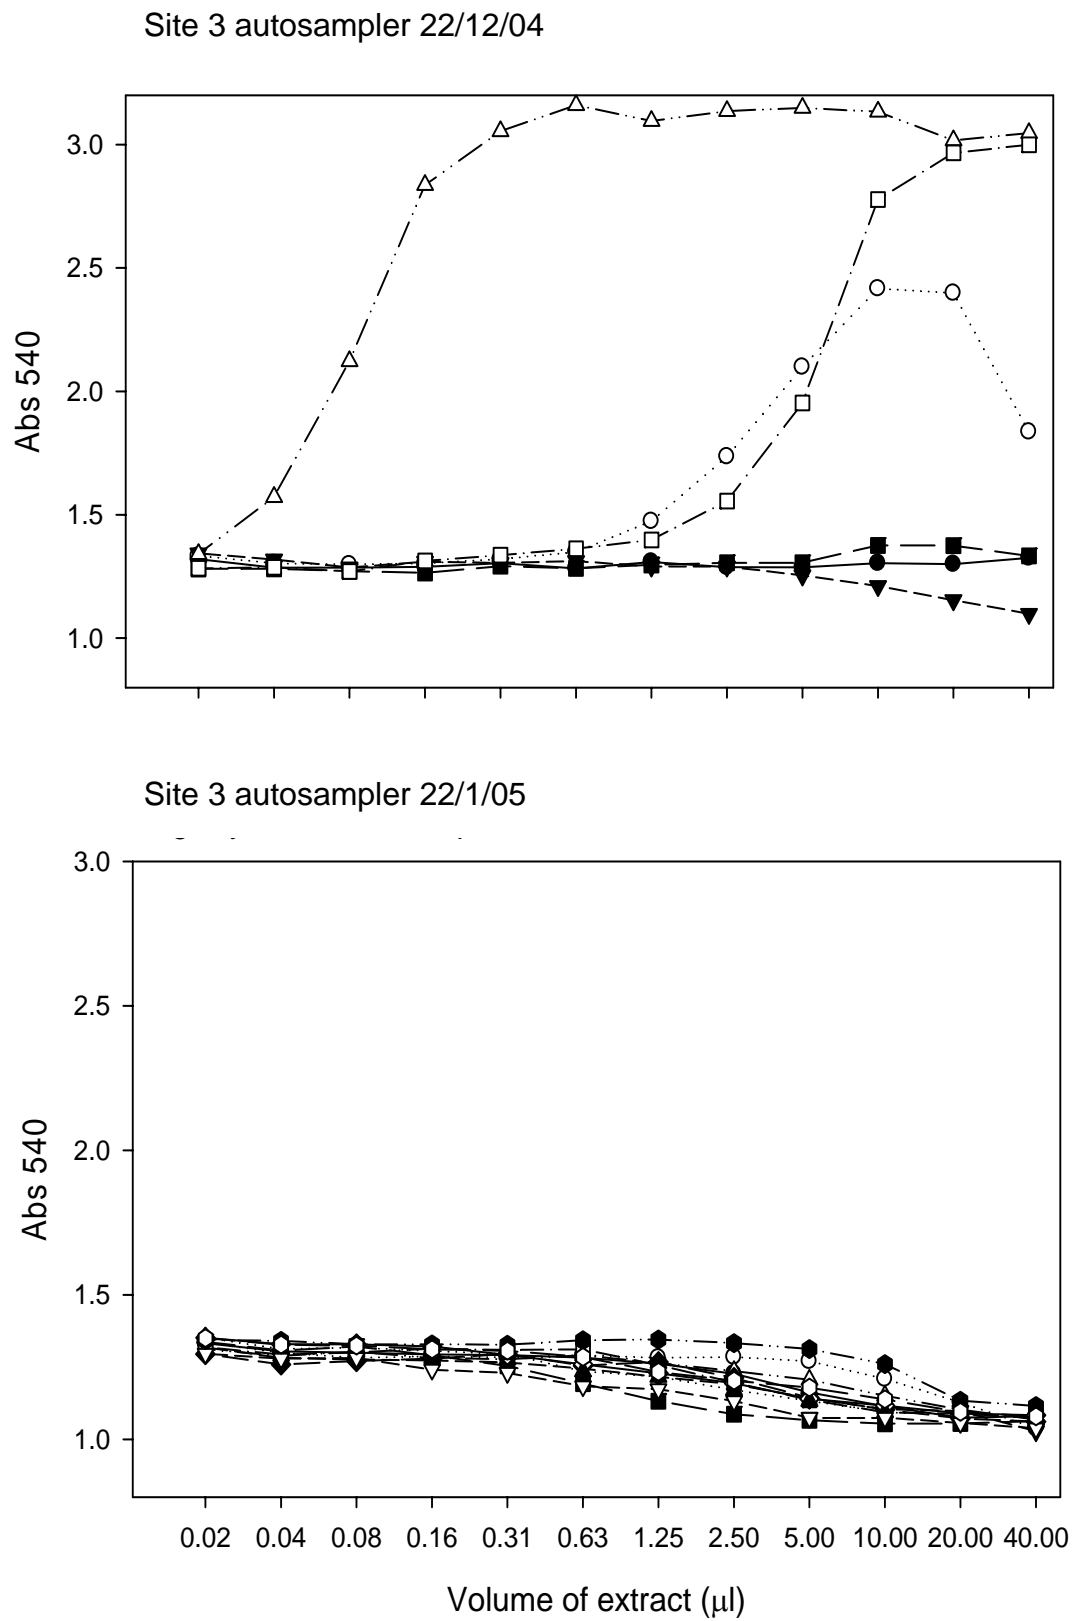 Site 3 autosampler 22/12/04
3.0
2.5
2.0
1.5
1.0
Abs 540
Site 3 autosampler 22/1/05
3.0
2.5
2.0
1.5
1.0
Abs 540
0.02 0.04 0.08 0.16 0.31 0.63 1.25 2.50 5.00 10.00 20.00 40.00
Volume of extract (μl)